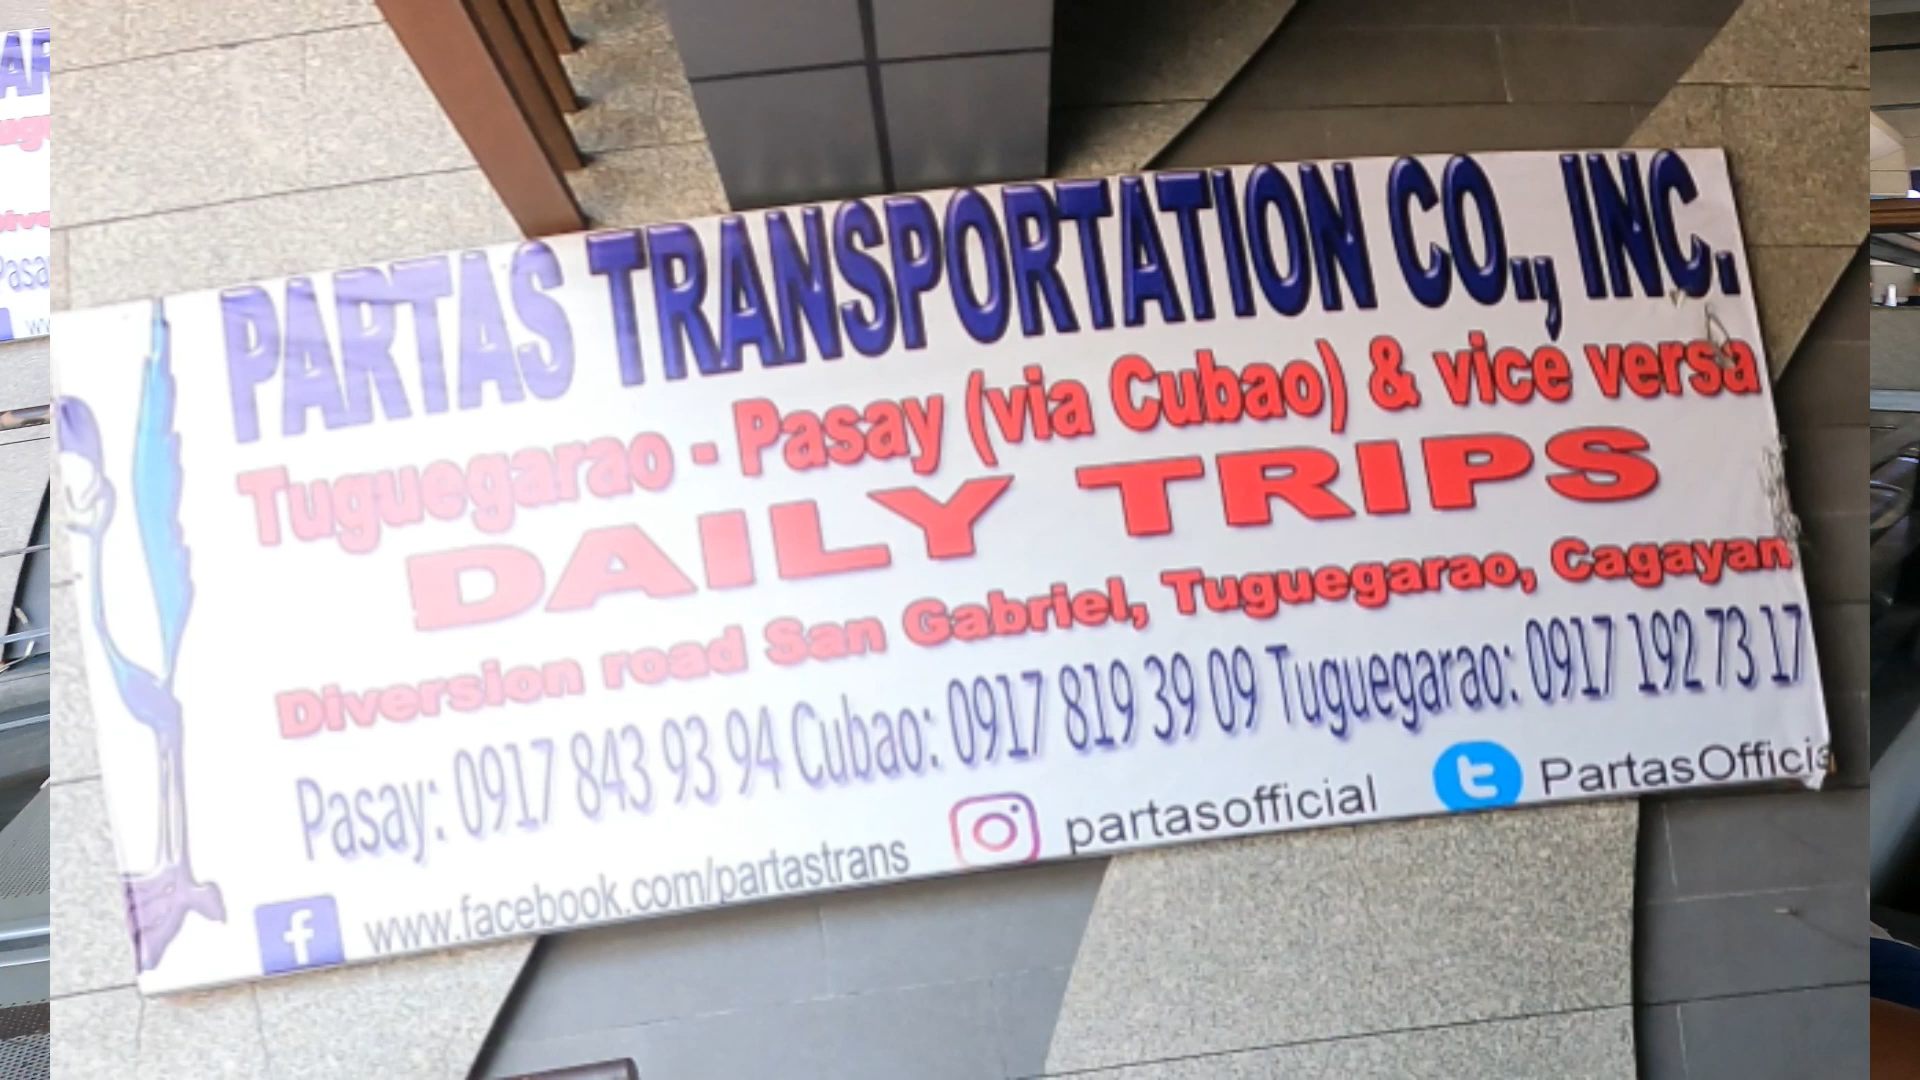 PARTAS TRANSPORTATION CO., INC.
Tuguegarao - Pasay (via Cubao) & vice versa
DAILY TRIPS
Diversion road San Gabriel, Tuguegarao, Cagayan
Pasay: 0917 843 93 94 Cubao: 0917 819 39 09 Tuguegarao: 0917 192 73 17
www.facebook.com/partastrans partasofficial PartasOfficia